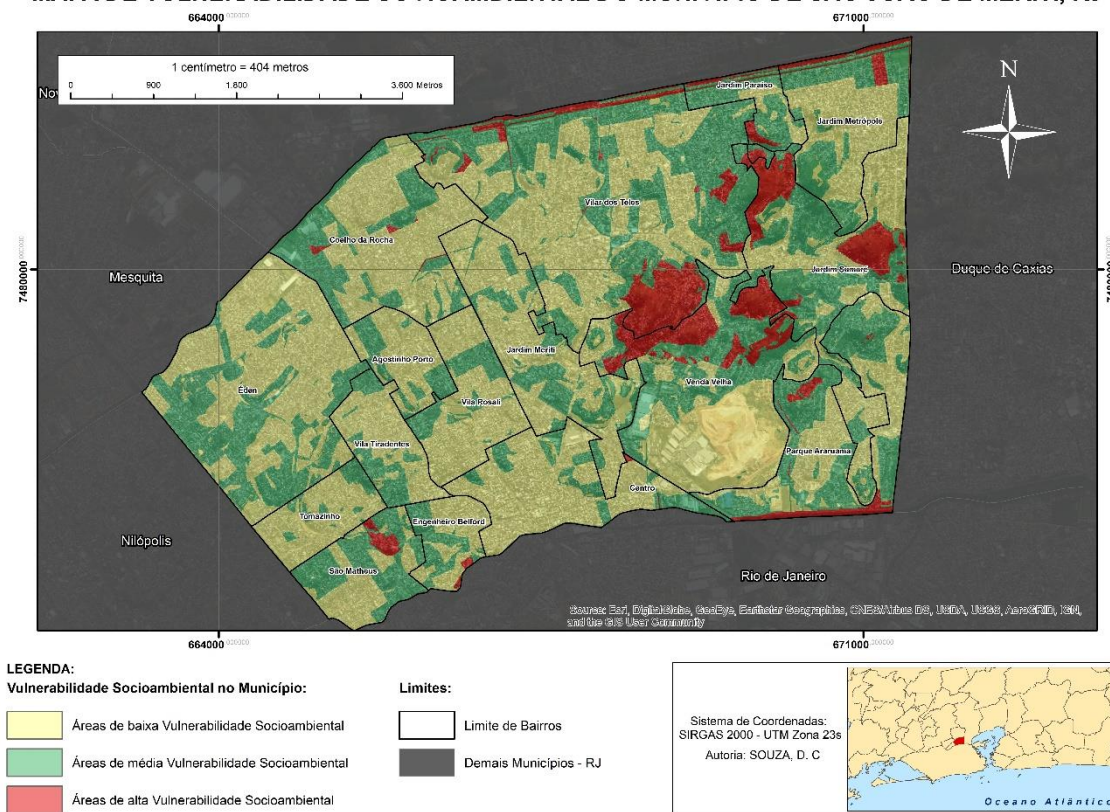 664000
671000
1 centímetro = 404 metros
0 900 1.800 3.600 Metros
N
Jardim Paraíso
Jardim Metrópole
Vilar dos Teles
Coelho da Rocha
7480000
7480000
Mesquita
Jardim Sumaré
Duque de Caxias
Jardim Meriti
Agostinho Porto
Éden
Venda Velha
Vila Rosali
Vila Tiradentes
Parque Araruama
Centro
Tomazinho
Engenheiro Belford
Nilópolis
São Matheus
Rio de Janeiro
Source: Esri, DigitalGlobe, GeoEye, Earthstar Geographics, CNES/Airbus DS, USDA, USGS, AeroGRID, IGN,
and the GIS User Community
664000
671000
LEGENDA:
Vulnerabilidade Socioambiental no Município:
Áreas de baixa Vulnerabilidade Socioambiental
Áreas de média Vulnerabilidade Socioambiental
Áreas de alta Vulnerabilidade Socioambiental
Limites:
Limite de Bairros
Demais Municípios - RJ
Sistema de Coordenadas:
SIRGAS 2000 - UTM Zona 23s
Autoria: SOUZA, D. C
Oceano Atlântico